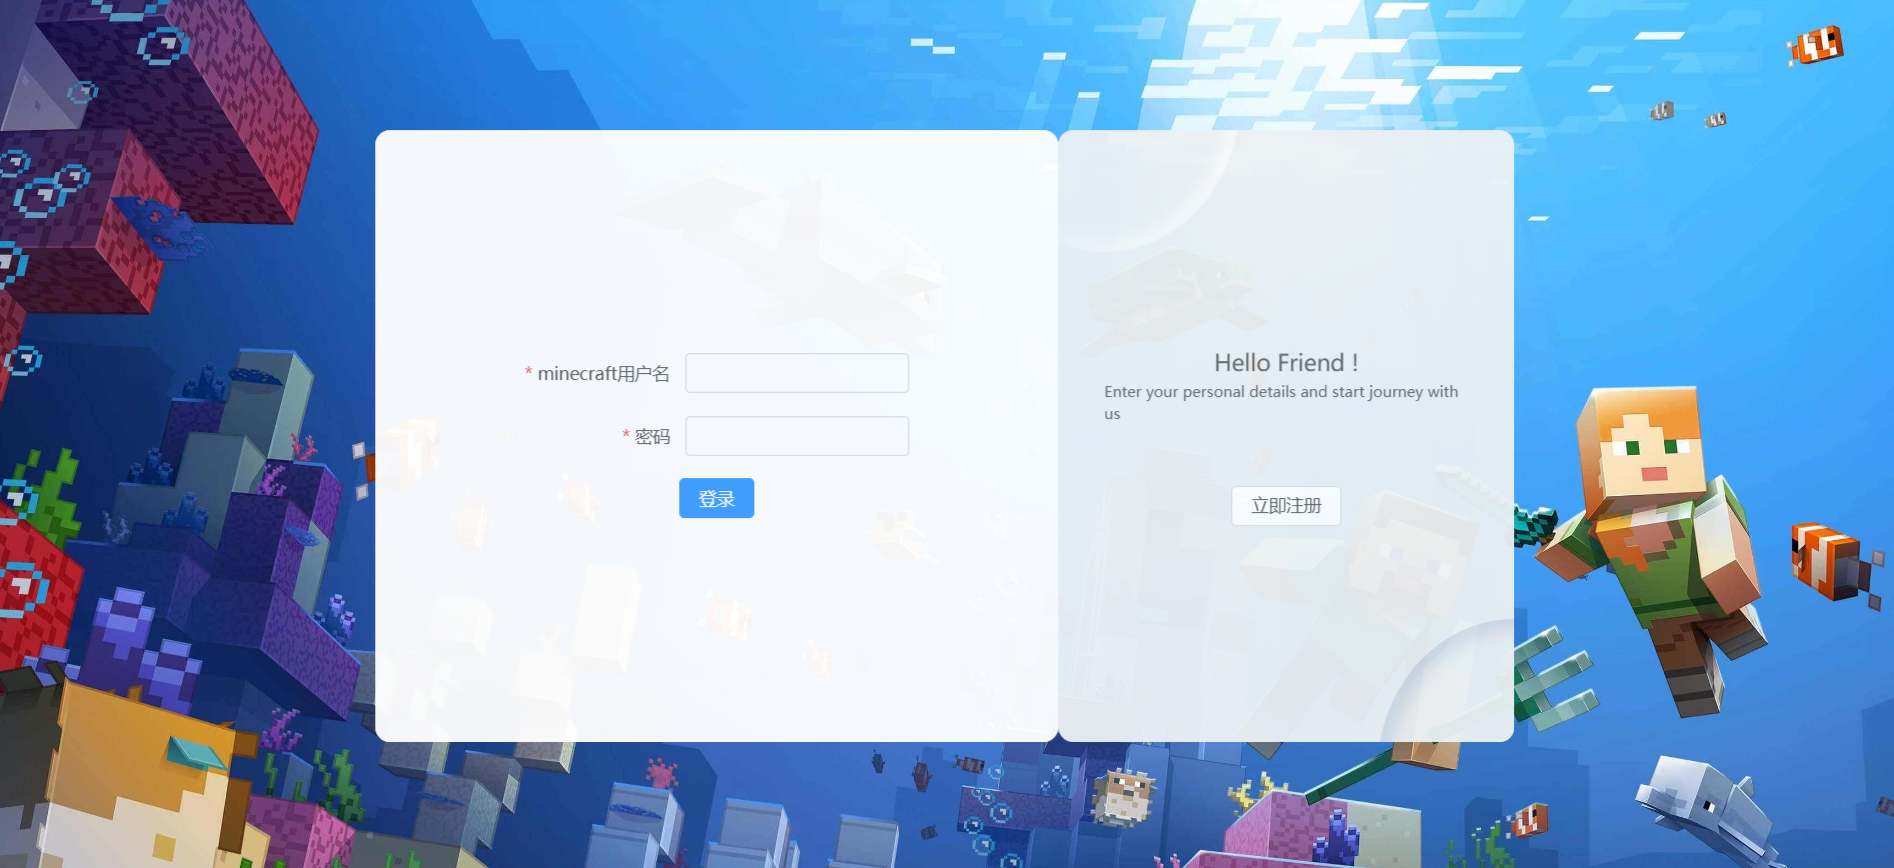 * minecraft用户名
* 密码
登录
Hello Friend !
Enter your personal details and start journey with
us
立即注册